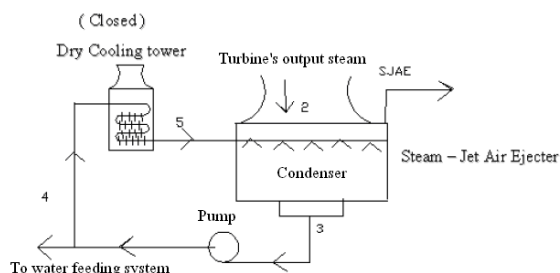 ( Closed)
Dry Cooling tower
Turbine's output steam
SJAE
2
5
Steam – Jet Air Ejecter
Condenser
4
Pump
3
To water feeding system